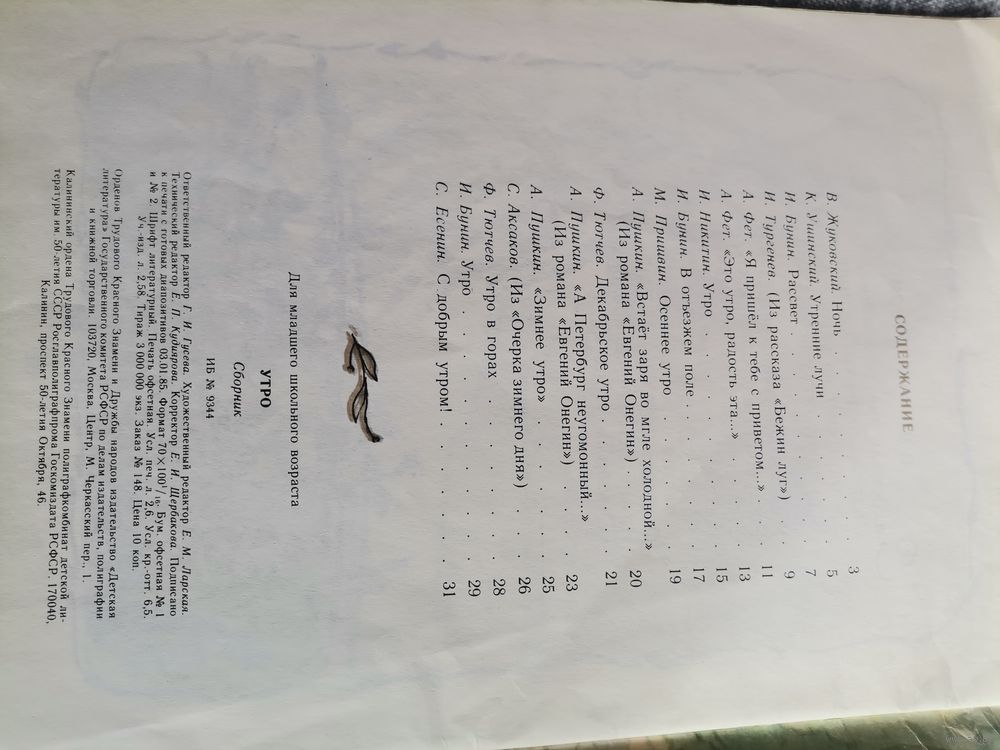 СОДЕРЖАНИЕ
В. Жуковский. Ночь . . . . . . . 3
К. Ушинский. Утренние лучи . . . . . 5
И. Бунин. Рассвет . . . . . . . 7
И. Тургенев. (Из рассказа «Бежин луг») . . 9
А. Фет. «Я пришёл к тебе с приветом...» . . 11
А. Фет. «Это утро, радость эта...» . . . . 13
И. Никитин. Утро . . . . . . . 15
И. Бунин. В отъезжем поле . . . . . 17
М. Пришвин. Осеннее утро . . . . . 19
А. Пушкин. «Встаёт заря во мгле холодной...»
(Из романа «Евгений Онегин») . . . . 20
Ф. Тютчев. Декабрьское утро . . . . . 21
А. Пушкин. «А Петербург неугомонный...»
(Из романа «Евгений Онегин») . . . . 23
А. Пушкин. «Зимнее утро» . . . . . 25
С. Аксаков. (Из «Очерка зимнего дня») . . . 26
Ф. Тютчев. Утро в горах . . . . . . 28
И. Бунин. Утро . . . . . . . . 29
С. Есенин. С добрым утром! . . . . . 31
Для младшего школьного возраста
УТРО
Сборник
ИБ № 9344
Ответственный редактор Г. И. Гусева. Художественный редактор Е. М. Ларская.
Технический редактор Е. П. Кудиярова. Корректор Е. И. Щербакова. Подписано
к печати с готовых диапозитивов 03.01.85. Формат 70×100¹/₁₆. Бум. офсетная № 1
и № 2. Шрифт литературный. Печать офсетная. Усл. печ. л. 2,6. Усл. кр.-отт. 6,5.
Уч.-изд. л. 2,58. Тираж 3 000 000 экз. Заказ № 148. Цена 10 коп.
Орденов Трудового Красного Знамени и Дружбы народов издательство «Детская
литература» Государственного комитета РСФСР по делам издательств, полиграфии
и книжной торговли. 103720, Москва, Центр, М. Черкасский пер., 1.
Калининский ордена Трудового Красного Знамени полиграфкомбинат детской ли-
тературы им. 50-летия СССР Росглавполиграфпрома Госкомиздата РСФСР. 170040,
Калинин, проспект 50-летия Октября, 46.